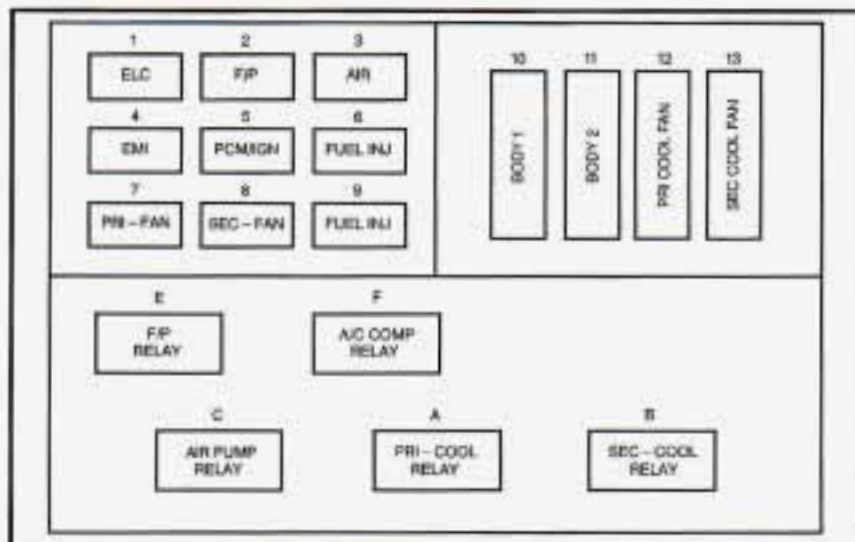 1 2 3
ELC F/P AIR
4 5 6
EMI PCM/IGN FUEL INJ
7 8 9
PRI-FAN SEC-FAN FUEL INJ
10 11 12 13
BODY 1
BODY 2
PRI COOL FAN
SEC COOL FAN
E F
F/P
RELAY
A/C COMP
RELAY
C A B
AIR PUMP
RELAY
PRI-COOL
RELAY
SEC-COOL
RELAY